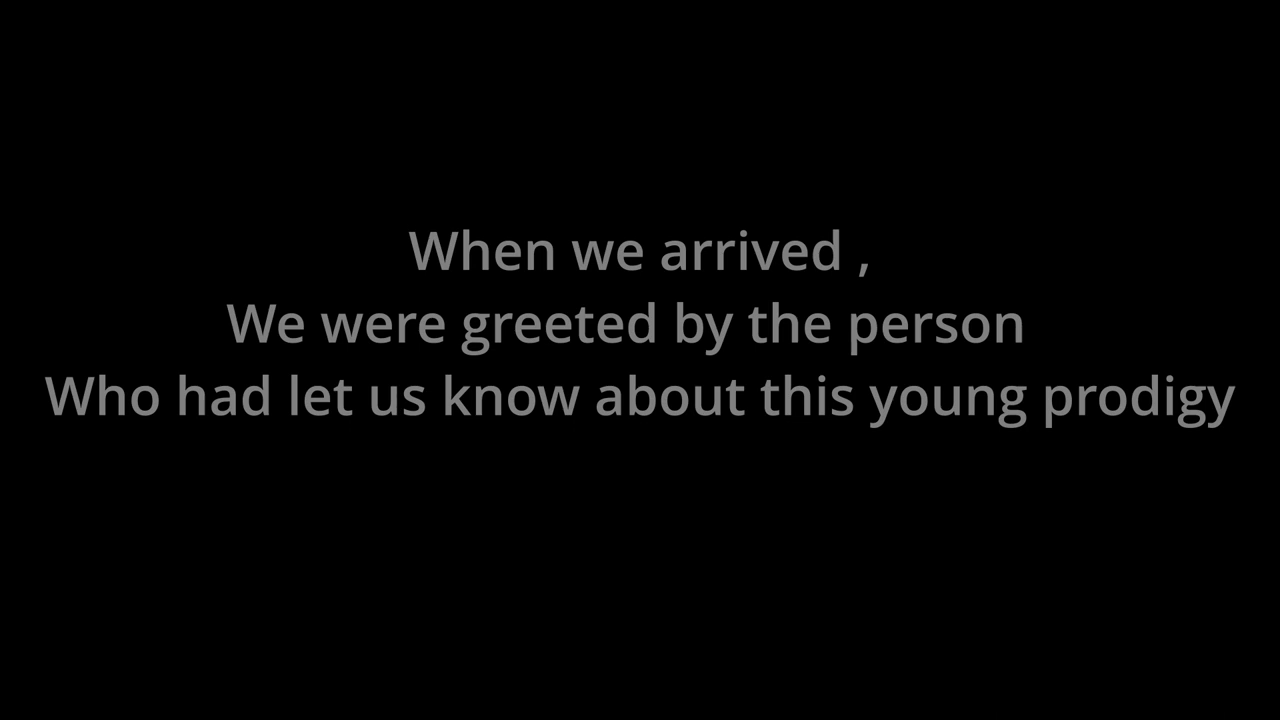 When we arrived ,
We were greeted by the person
Who had let us know about this young prodigy